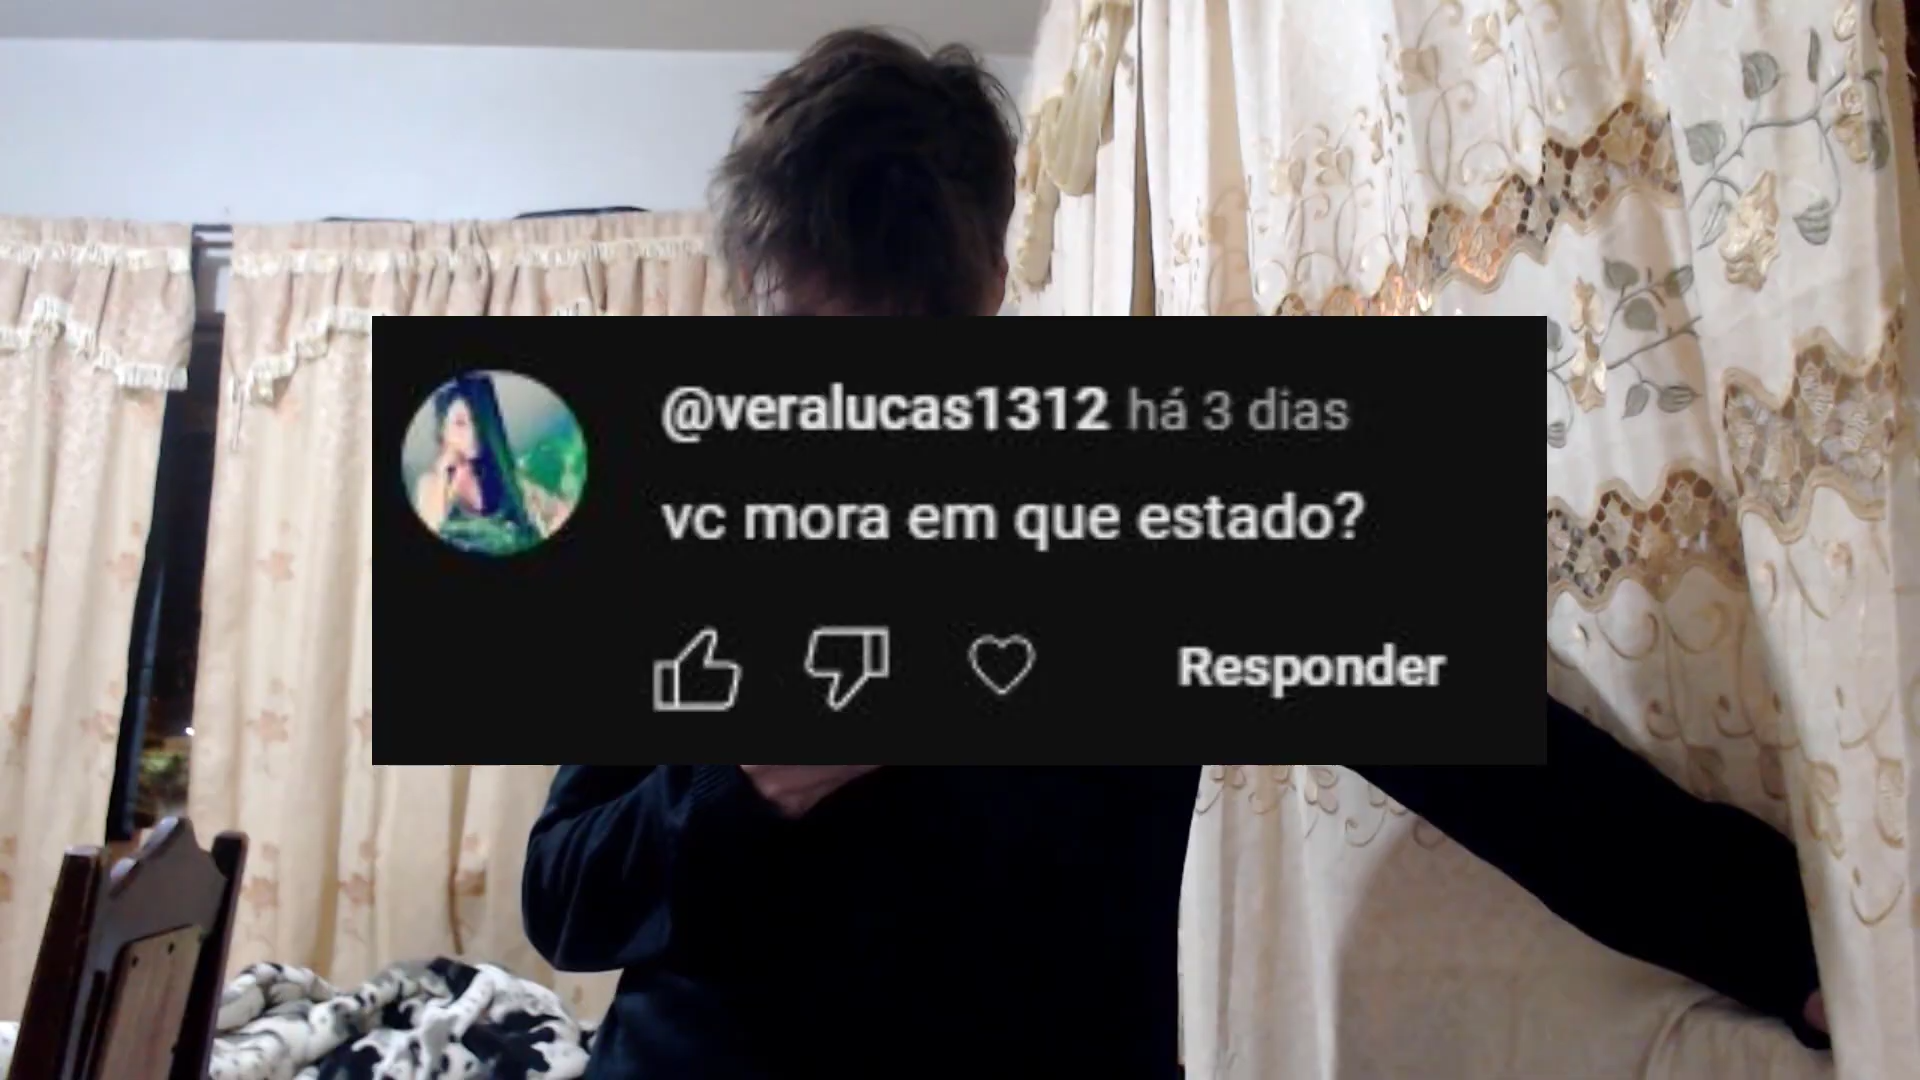 @veralucas1312 há 3 dias
vc mora em que estado?
Responder